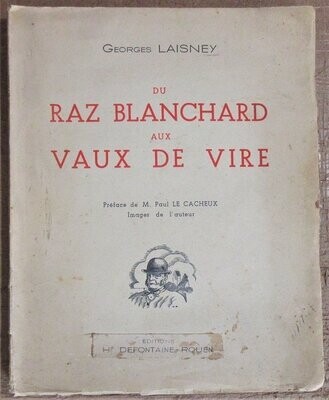 GEORGES LAISNEY
DU
RAZ BLANCHARD
AUX
VAUX DE VIRE
Préface de M. Paul LE CACHEUX
Images de l'auteur
EDITIONS
Hri DEFONTAINE - ROUEN